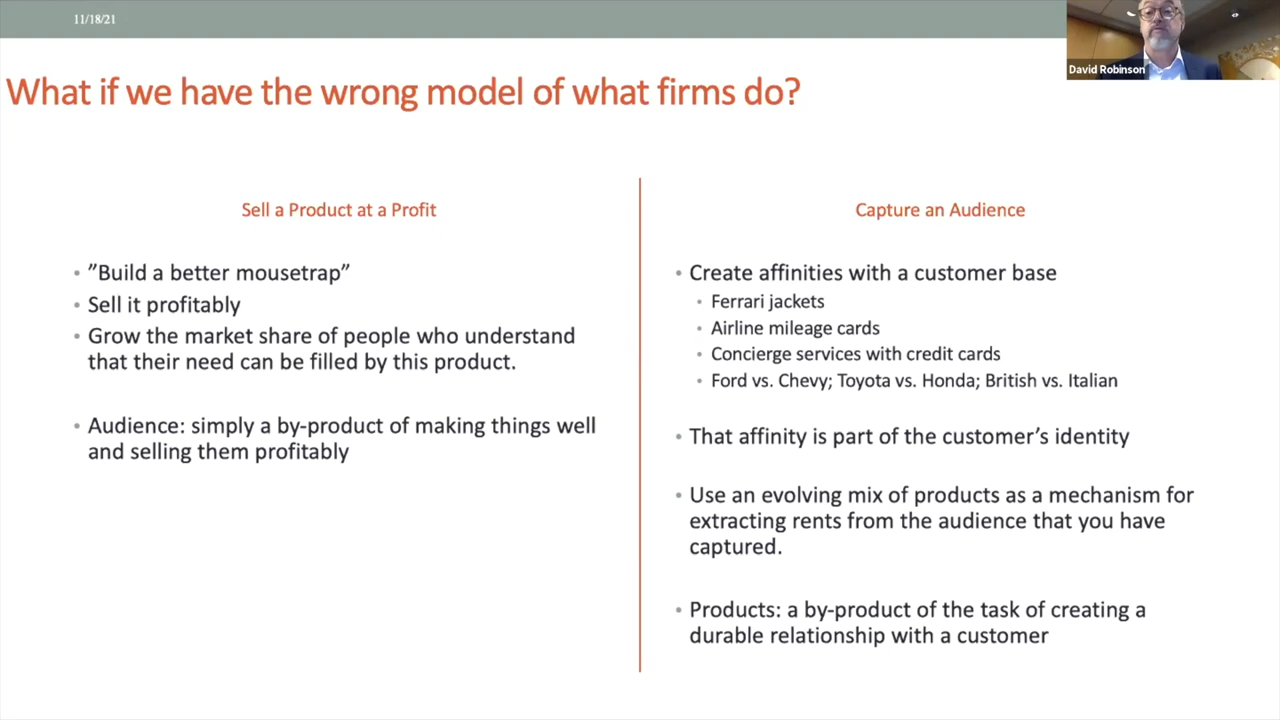 11/18/21
David Robinson
What if we have the wrong model of what firms do?
Sell a Product at a Profit
• ”Build a better mousetrap”
• Sell it profitably
• Grow the market share of people who understand
that their need can be filled by this product.
• Audience: simply a by-product of making things well
and selling them profitably
Capture an Audience
• Create affinities with a customer base
• Ferrari jackets
• Airline mileage cards
• Concierge services with credit cards
• Ford vs. Chevy; Toyota vs. Honda; British vs. Italian
• That affinity is part of the customer’s identity
• Use an evolving mix of products as a mechanism for
extracting rents from the audience that you have
captured.
• Products: a by-product of the task of creating a
durable relationship with a customer